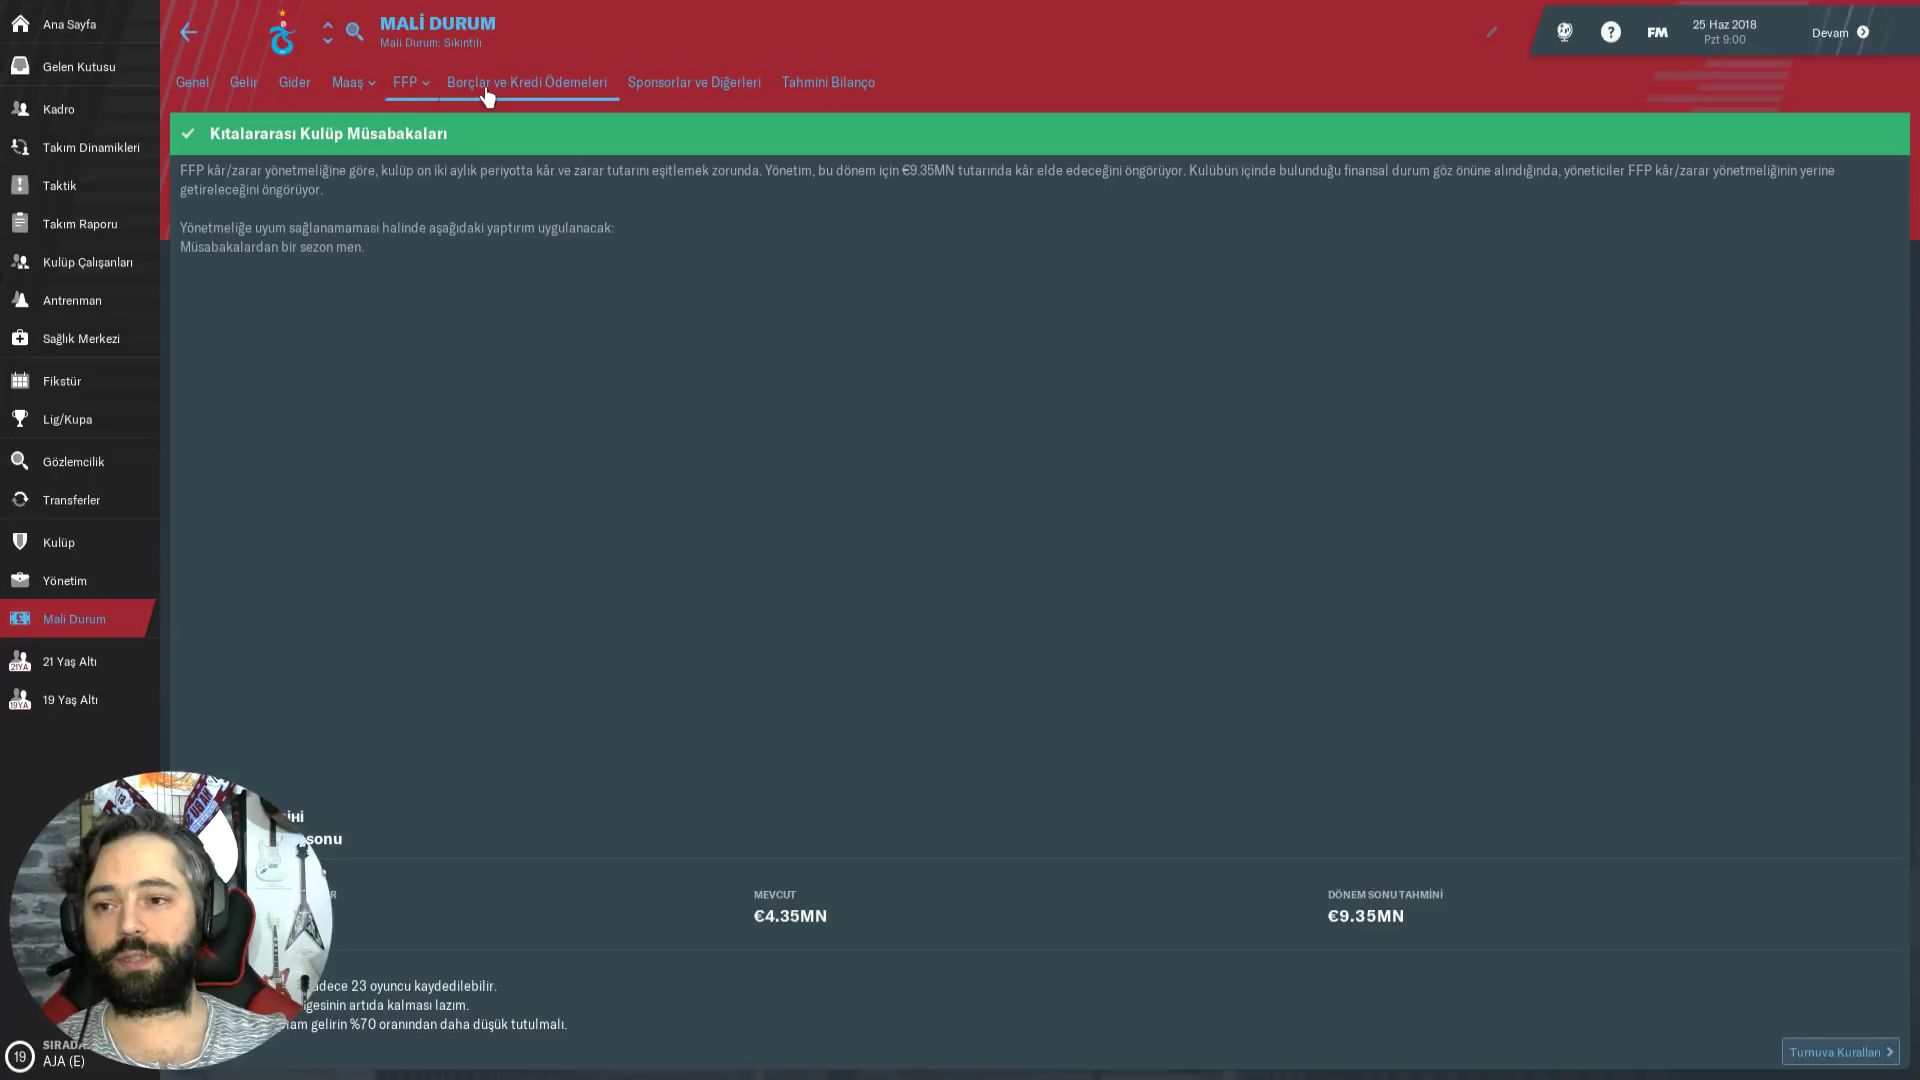 Ana Sayfa
Gelen Kutusu
Kadro
Takım Dinamikleri
Taktik
Takım Raporu
Kulüp Çalışanları
Antrenman
Sağlık Merkezi
Fikstür
Lig/Kupa
Gözlemcilik
Transferler
Kulüp
Yönetim
Mali Durum
21YA
21 Yaş Altı
19YA
19 Yaş Altı
MALİ DURUM
Mali Durum: Sıkıntılı
FM
25 Haz 2018
Pzt 9:00
Devam
Genel Gelir Gider Maaş FFP Borçlar ve Kredi Ödemeleri Sponsorlar ve Diğerleri Tahmini Bilanço
Kıtalararası Kulüp Müsabakaları
FFP kâr/zarar yönetmeliğine göre, kulüp on iki aylık periyotta kâr ve zarar tutarını eşitlemek zorunda. Yönetim, bu dönem için €9.35MN tutarında kâr elde edeceğini öngörüyor. Kulübün içinde bulunduğu finansal durum göz önüne alındığında, yöneticiler FFP kâr/zarar yönetmeliğinin yerine
getireleceğini öngörüyor.
Yönetmeliğe uyum sağlanamaması halinde aşağıdaki yaptırım uygulanacak:
Müsabakalardan bir sezon men.
sonu
MEVCUT
€4.35MN
DÖNEM SONU TAHMİNİ
€9.35MN
23 oyuncu kaydedilebilir.
artıda kalması lazım.
gelirin %70 oranından daha düşük tutulmalı.
Turnuva Kuralları
19
AJA (E)